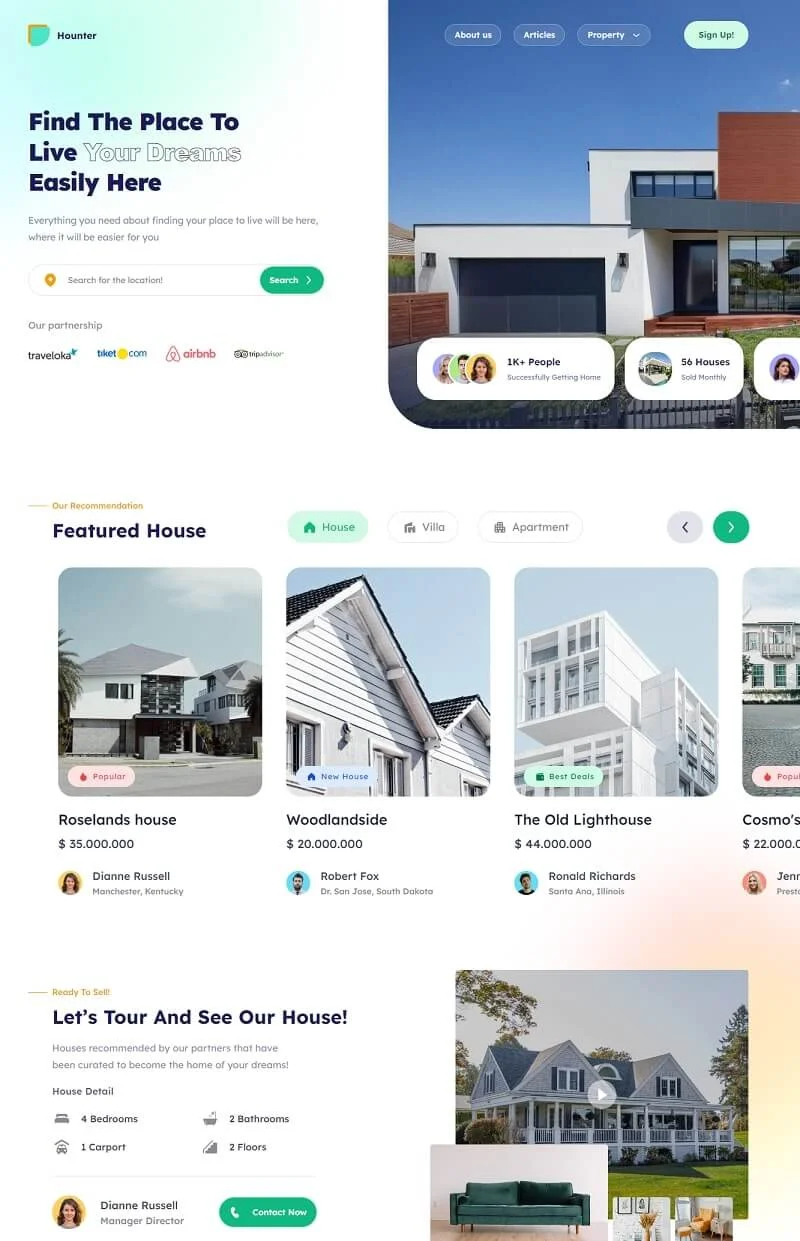 Hounter
About us
Articles
Property
Sign Up!
Find The Place To
Live Your Dreams
Easily Here
Everything you need about finding your place to live will be here,
where it will be easier for you
Search for the location!
Search
Our partnership
traveloka
tiket.com
airbnb
tripadvisor
1K+ People
Successfully Getting Home
56 Houses
Sold Monthly
Our Recommendation
Featured House
House
Villa
Apartment
Popular
New House
Best Deals
Popul
Roselands house
Woodlandside
The Old Lighthouse
Cosmo's
$ 35.000.000
$ 20.000.000
$ 44.000.000
$ 22.000.0
Dianne Russell
Manchester, Kentucky
Robert Fox
Dr. San Jose, South Dakota
Ronald Richards
Santa Ana, Illinois
Jenn
Presto
Ready To Sell!
Let's Tour And See Our House!
Houses recommended by our partners that have
been curated to become the home of your dreams!
House Detail
4 Bedrooms
2 Bathrooms
1 Carport
2 Floors
Dianne Russell
Manager Director
Contact Now